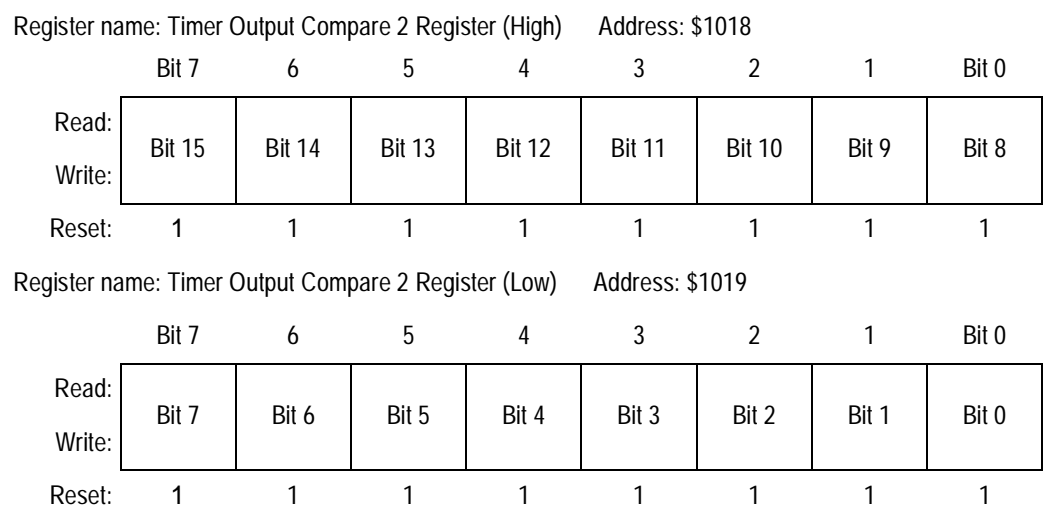 Register name: Timer Output Compare 2 Register (High) Address: $1018
Bit 7 6 5 4 3 2 1 Bit 0
Read:
Bit 15 Bit 14 Bit 13 Bit 12 Bit 11 Bit 10 Bit 9 Bit 8
Write:
Reset: 1 1 1 1 1 1 1 1
Register name: Timer Output Compare 2 Register (Low) Address: $1019
Bit 7 6 5 4 3 2 1 Bit 0
Read:
Bit 7 Bit 6 Bit 5 Bit 4 Bit 3 Bit 2 Bit 1 Bit 0
Write:
Reset: 1 1 1 1 1 1 1 1